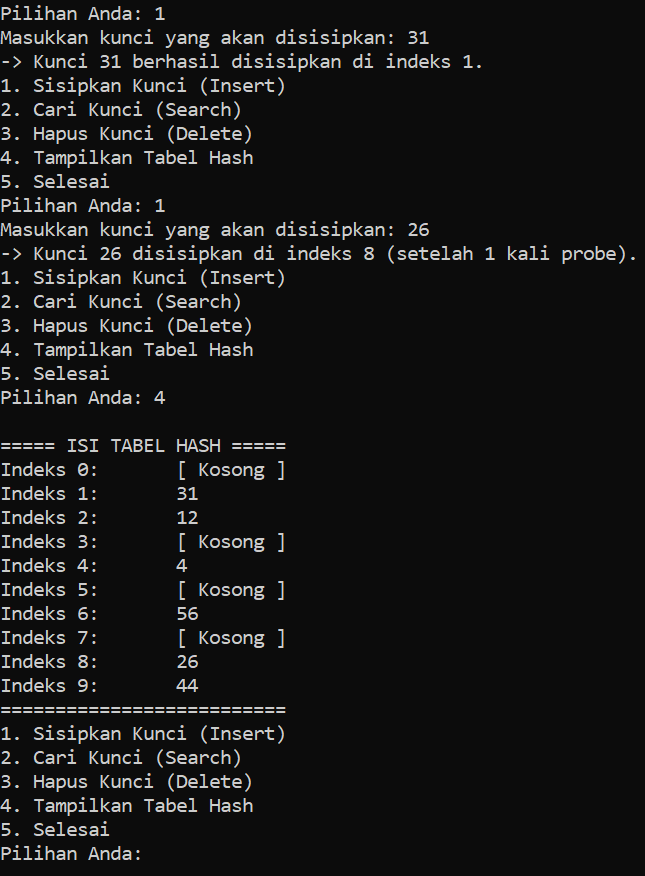 Pilihan Anda: 1
Masukkan kunci yang akan disisipkan: 31
-> Kunci 31 berhasil disisipkan di indeks 1.
1. Sisipkan Kunci (Insert)
2. Cari Kunci (Search)
3. Hapus Kunci (Delete)
4. Tampilkan Tabel Hash
5. Selesai
Pilihan Anda: 1
Masukkan kunci yang akan disisipkan: 26
-> Kunci 26 disisipkan di indeks 8 (setelah 1 kali probe).
1. Sisipkan Kunci (Insert)
2. Cari Kunci (Search)
3. Hapus Kunci (Delete)
4. Tampilkan Tabel Hash
5. Selesai
Pilihan Anda: 4

===== ISI TABEL HASH =====
Indeks 0:       [ Kosong ]
Indeks 1:       31
Indeks 2:       12
Indeks 3:       [ Kosong ]
Indeks 4:       4
Indeks 5:       [ Kosong ]
Indeks 6:       56
Indeks 7:       [ Kosong ]
Indeks 8:       26
Indeks 9:       44
==========================
1. Sisipkan Kunci (Insert)
2. Cari Kunci (Search)
3. Hapus Kunci (Delete)
4. Tampilkan Tabel Hash
5. Selesai
Pilihan Anda: